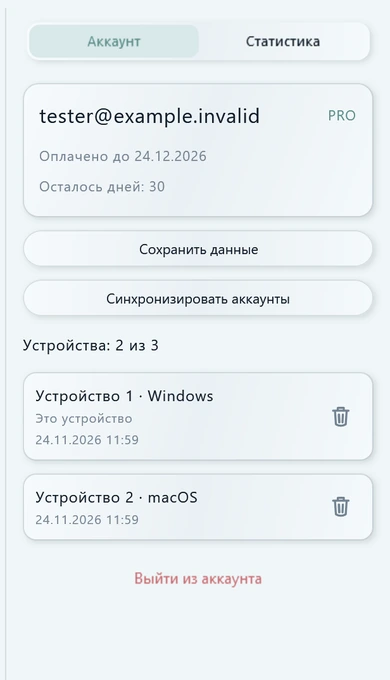 Аккаунт Статистика
tester@example.invalid PRO
Оплачено до 24.12.2026
Осталось дней: 30
Сохранить данные
Синхронизировать аккаунты
Устройства: 2 из 3
Устройство 1 · Windows
Это устройство
24.11.2026 11:59
Устройство 2 · macOS
24.11.2026 11:59
Выйти из аккаунта